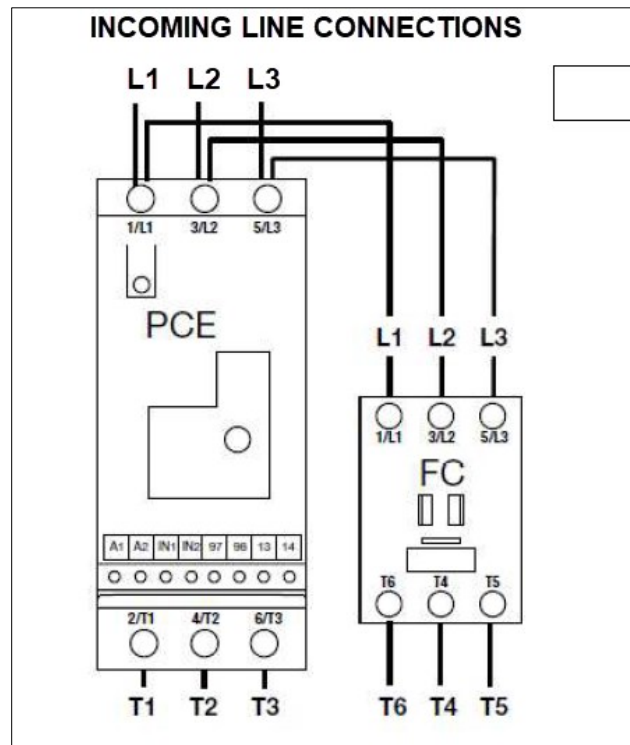 INCOMING LINE CONNECTIONS
L1 L2 L3
1/L1 3/L2 5/L3
PCE
L1 L2 L3
1/L1 3/L2 5/L3
FC
A1 A2 IN1 IN2 97 98 13 14
T6 T4 T5
2/T1 4/T2 6/T3
T1 T2 T3
T6 T4 T5